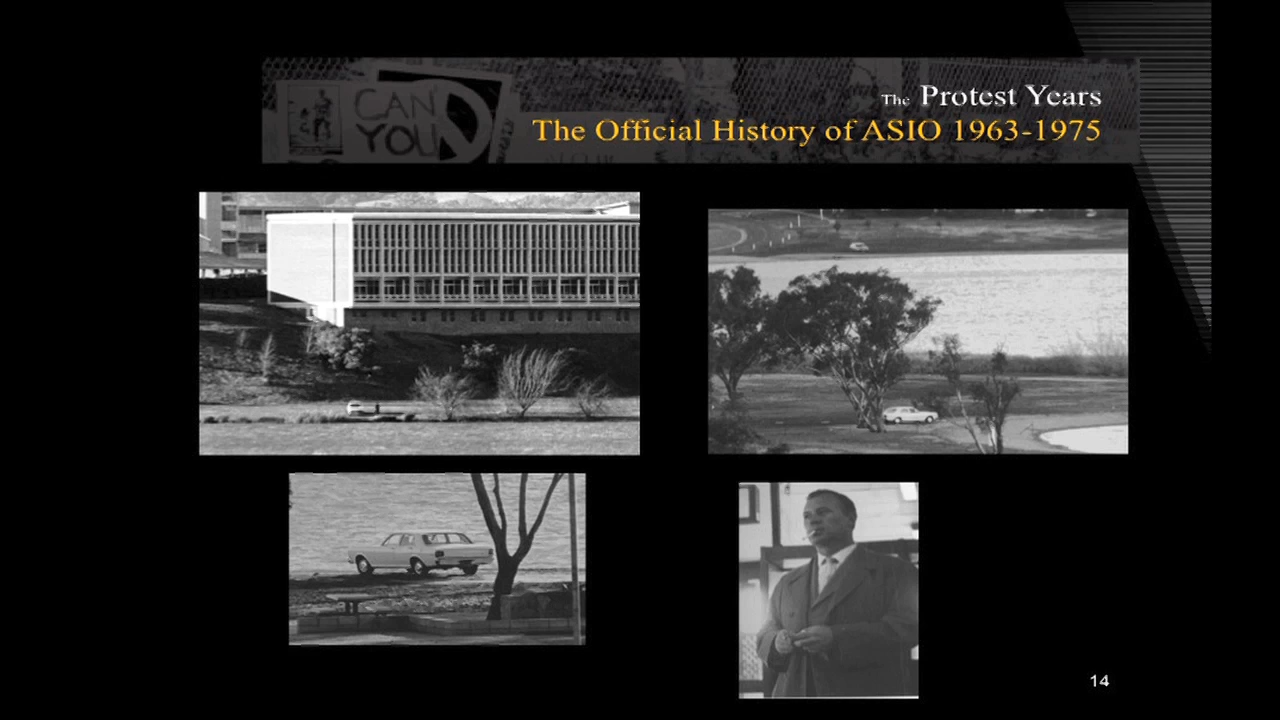 CAN
YOU
The Protest Years
The Official History of ASIO 1963-1975
14